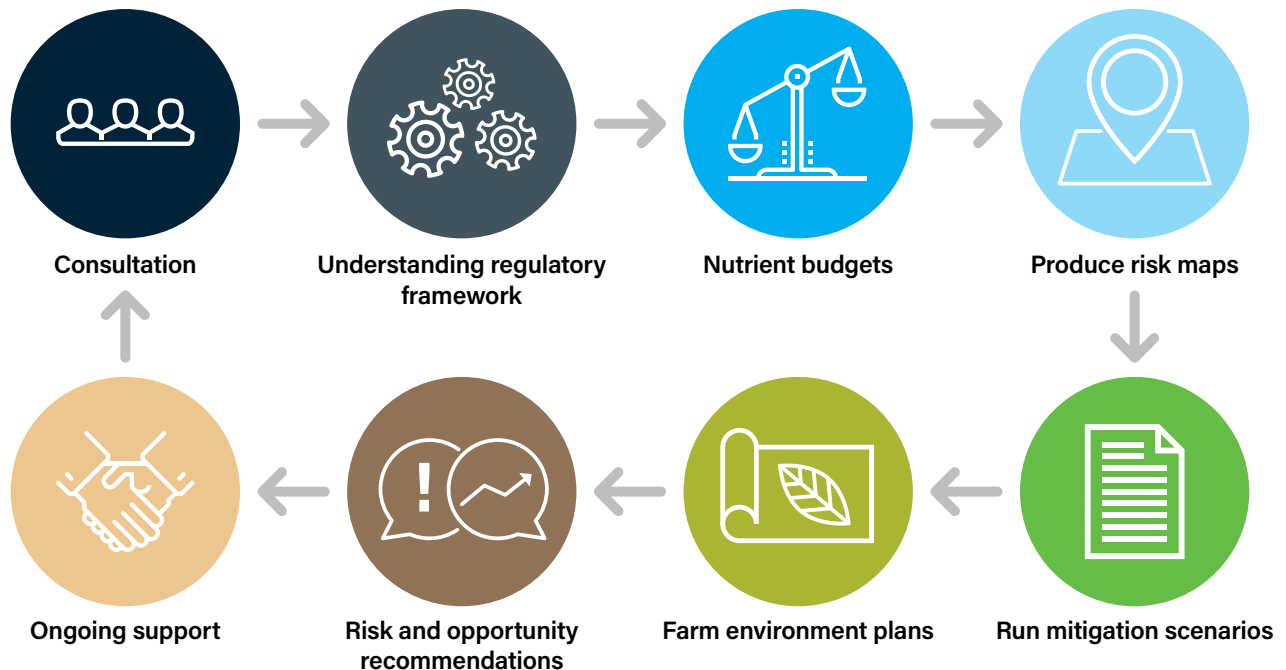 Consultation
Understanding regulatory
framework
Nutrient budgets
Produce risk maps
Ongoing support
Risk and opportunity
recommendations
Farm environment plans
Run mitigation scenarios